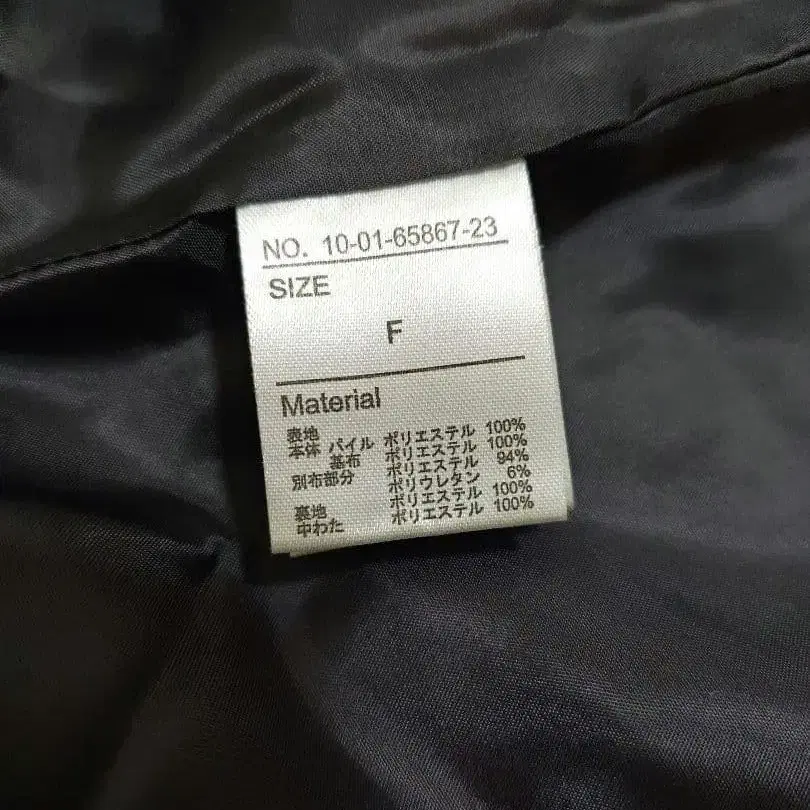 NO. 10-01-65867-23
SIZE
F
Material
表地
本体 パイル ポリエステル 100%
基布 ポリエステル 100%
別布部分 ポリエステル 94%
ポリウレタン 6%
裏地 ポリエステル 100%
中わた ポリエステル 100%